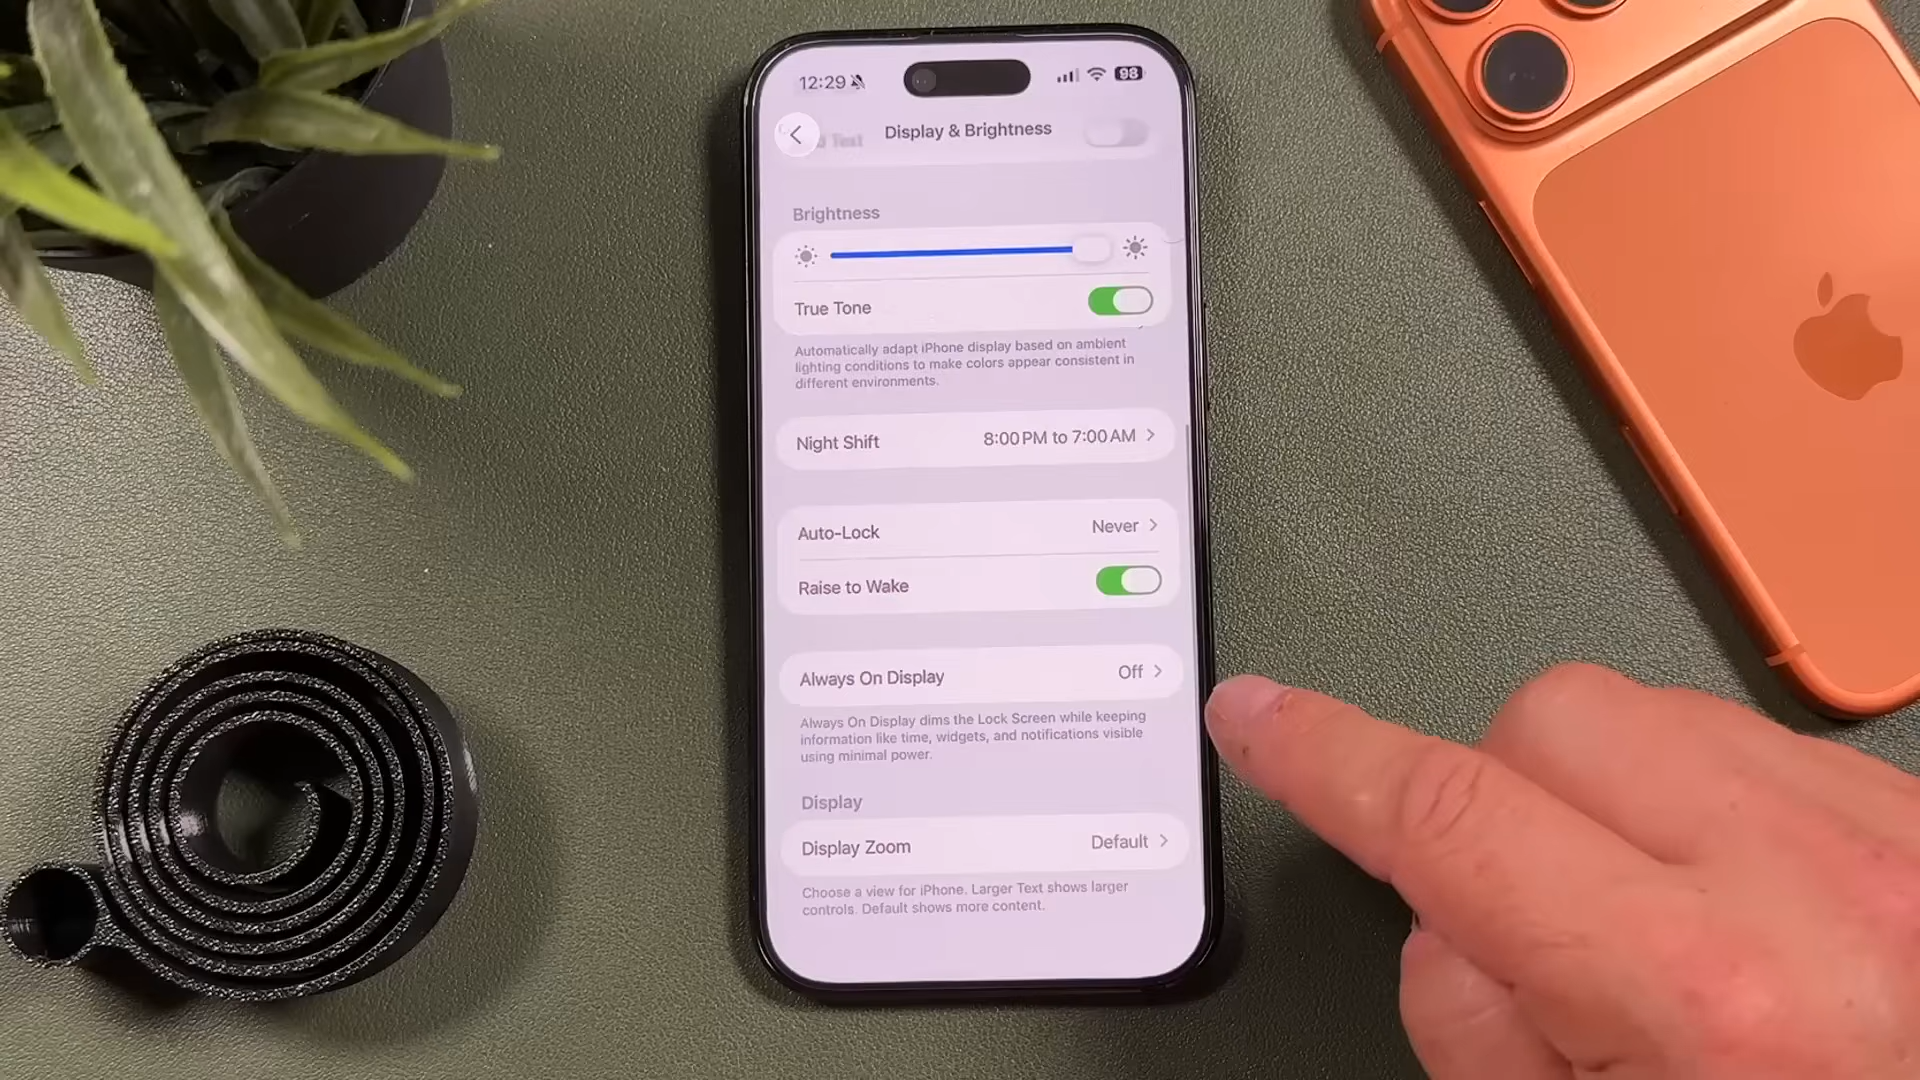 12:29
98
Display & Brightness
Text
Brightness
True Tone
Automatically adapt iPhone display based on ambient
lighting conditions to make colors appear consistent in
different environments.
Night Shift 8:00 PM to 7:00 AM
Auto-Lock Never
Raise to Wake
Always On Display Off
Always On Display dims the Lock Screen while keeping
information like time, widgets, and notifications visible
using minimal power.
Display
Display Zoom Default
Choose a view for iPhone. Larger Text shows larger
controls. Default shows more content.